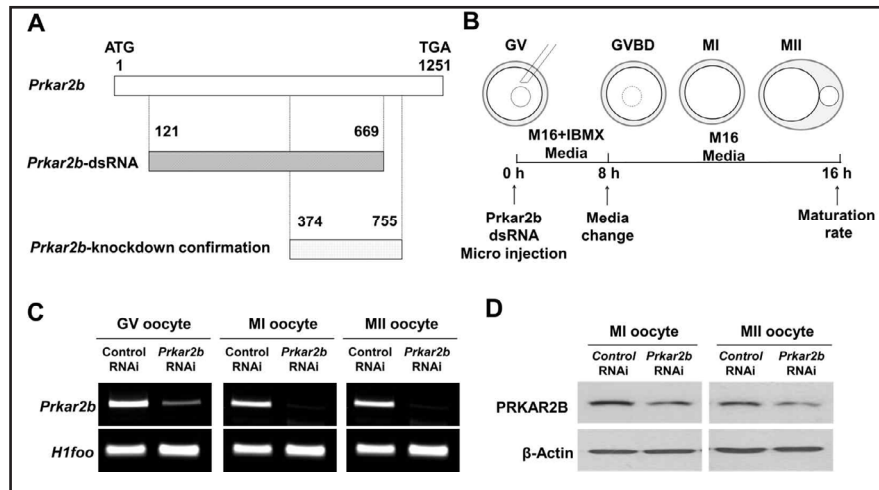 A
ATG
TGA
1
1251
Prkar2b
121
669
Prkar2b-dsRNA
374
755
Prkar2b-knockdown confirmation
B
GV
GVBD
MI
MII
M16+IBMX
Media
M16
Media
0 h
8 h
16 h
Prkar2b
dsRNA
Micro injection
Media
change
Maturation
rate
C
GV oocyte
MI oocyte
MII oocyte
Control
RNAi
Prkar2b
RNAi
Control
RNAi
Prkar2b
RNAi
Control
RNAi
Prkar2b
RNAi
Prkar2b
H1foo
D
MI oocyte
MII oocyte
Control
RNAi
Prkar2b
RNAi
Control
RNAi
Prkar2b
RNAi
PRKAR2B
β-Actin